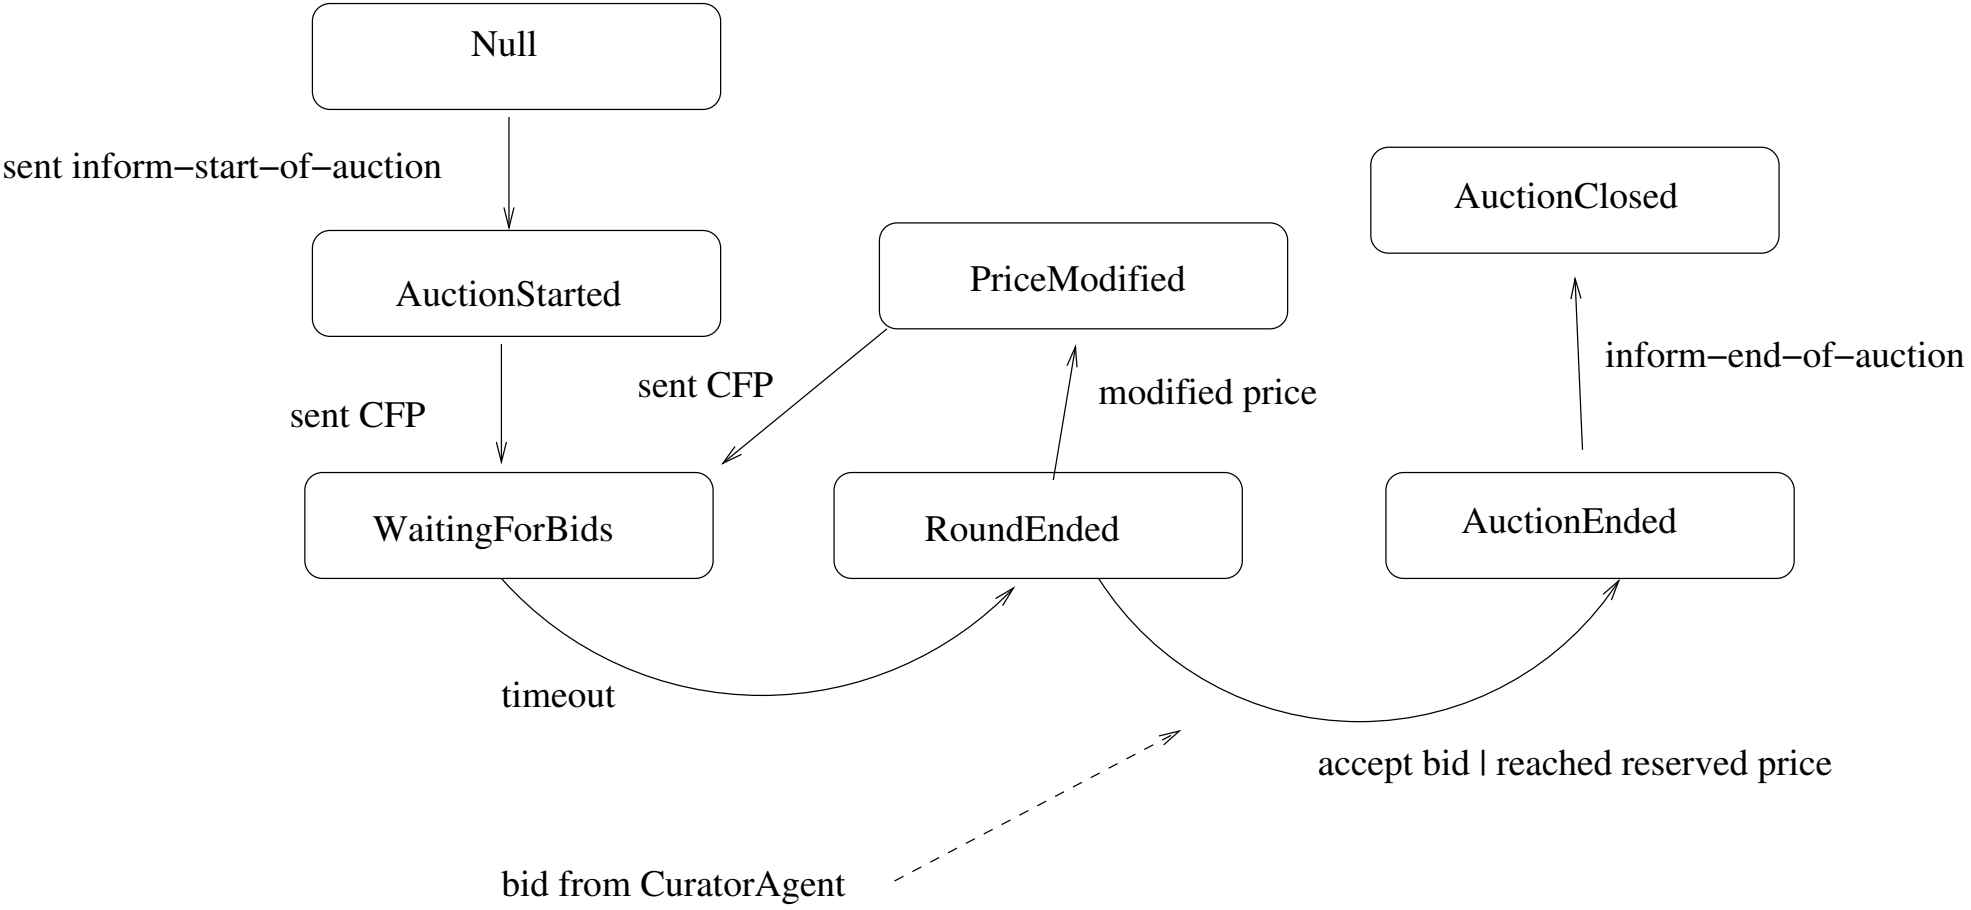 Null
sent inform−start−of−auction
AuctionClosed
AuctionStarted
PriceModified
inform−end−of−auction
sent CFP
modified price
sent CFP
WaitingForBids
RoundEnded
AuctionEnded
timeout
accept bid | reached reserved price
bid from CuratorAgent